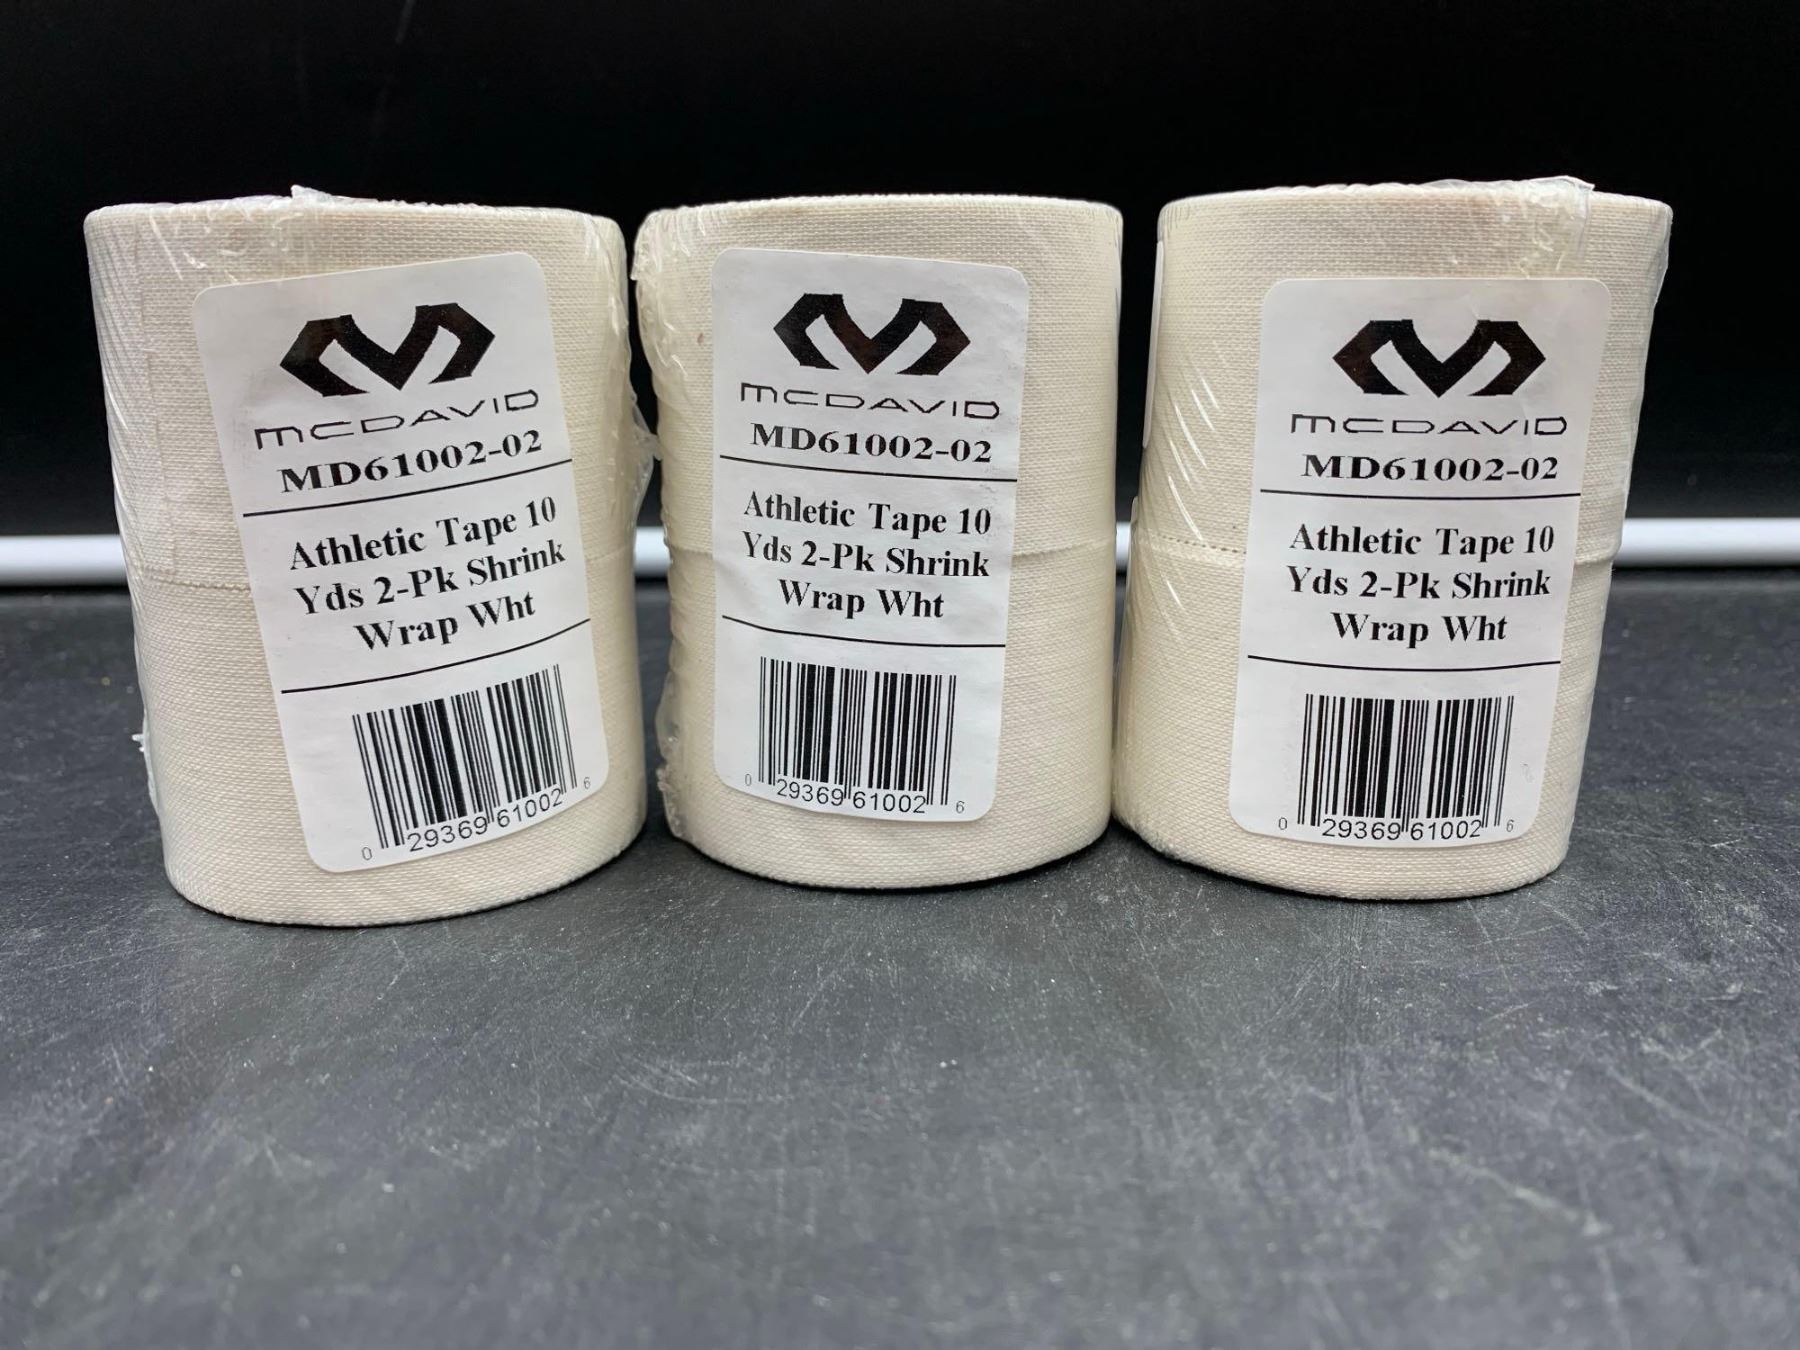 MCDAVID
MD61002-02
Athletic Tape 10
Yds 2-Pk Shrink
Wrap Wht
0 29369 61002 6
MCDAVID
MD61002-02
Athletic Tape 10
Yds 2-Pk Shrink
Wrap Wht
0 29369 61002 6
MCDAVID
MD61002-02
Athletic Tape 10
Yds 2-Pk Shrink
Wrap Wht
0 29369 61002 6